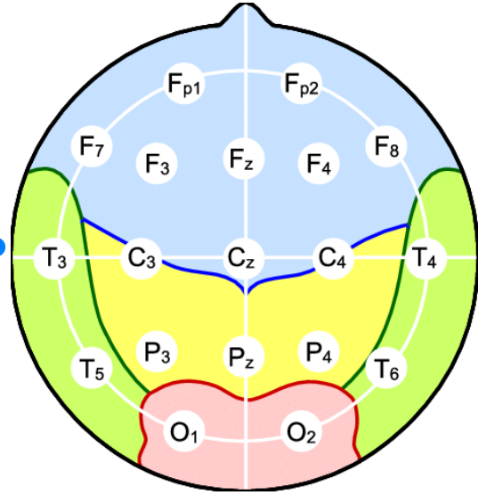 Fp1 Fp2
F7 F3 Fz F4 F8
T3 C3 Cz C4 T4
T5 P3 Pz P4 T6
O1 O2